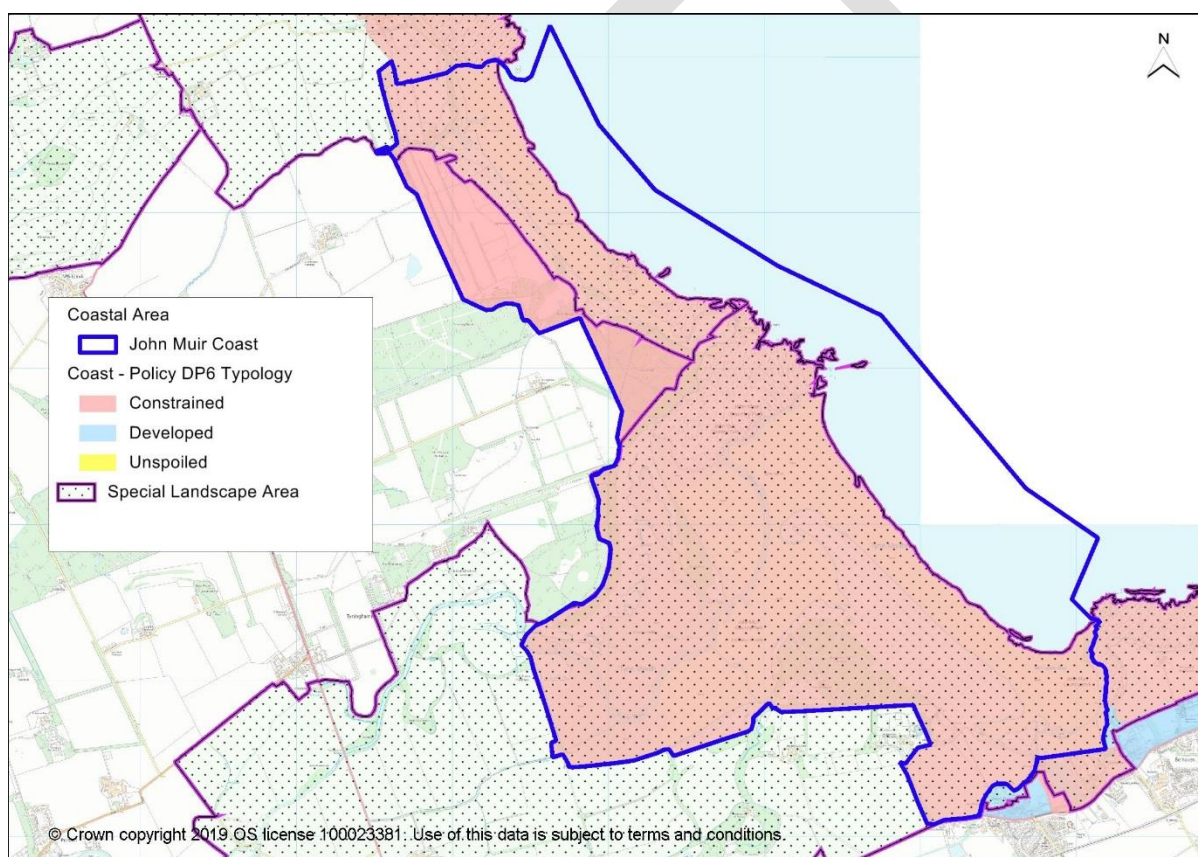 N
Coastal Area
John Muir Coast
Coast - Policy DP6 Typology
Constrained
Developed
Unspoiled
Special Landscape Area
© Crown copyright 2019 OS license 100023381. Use of this data is subject to terms and conditions.